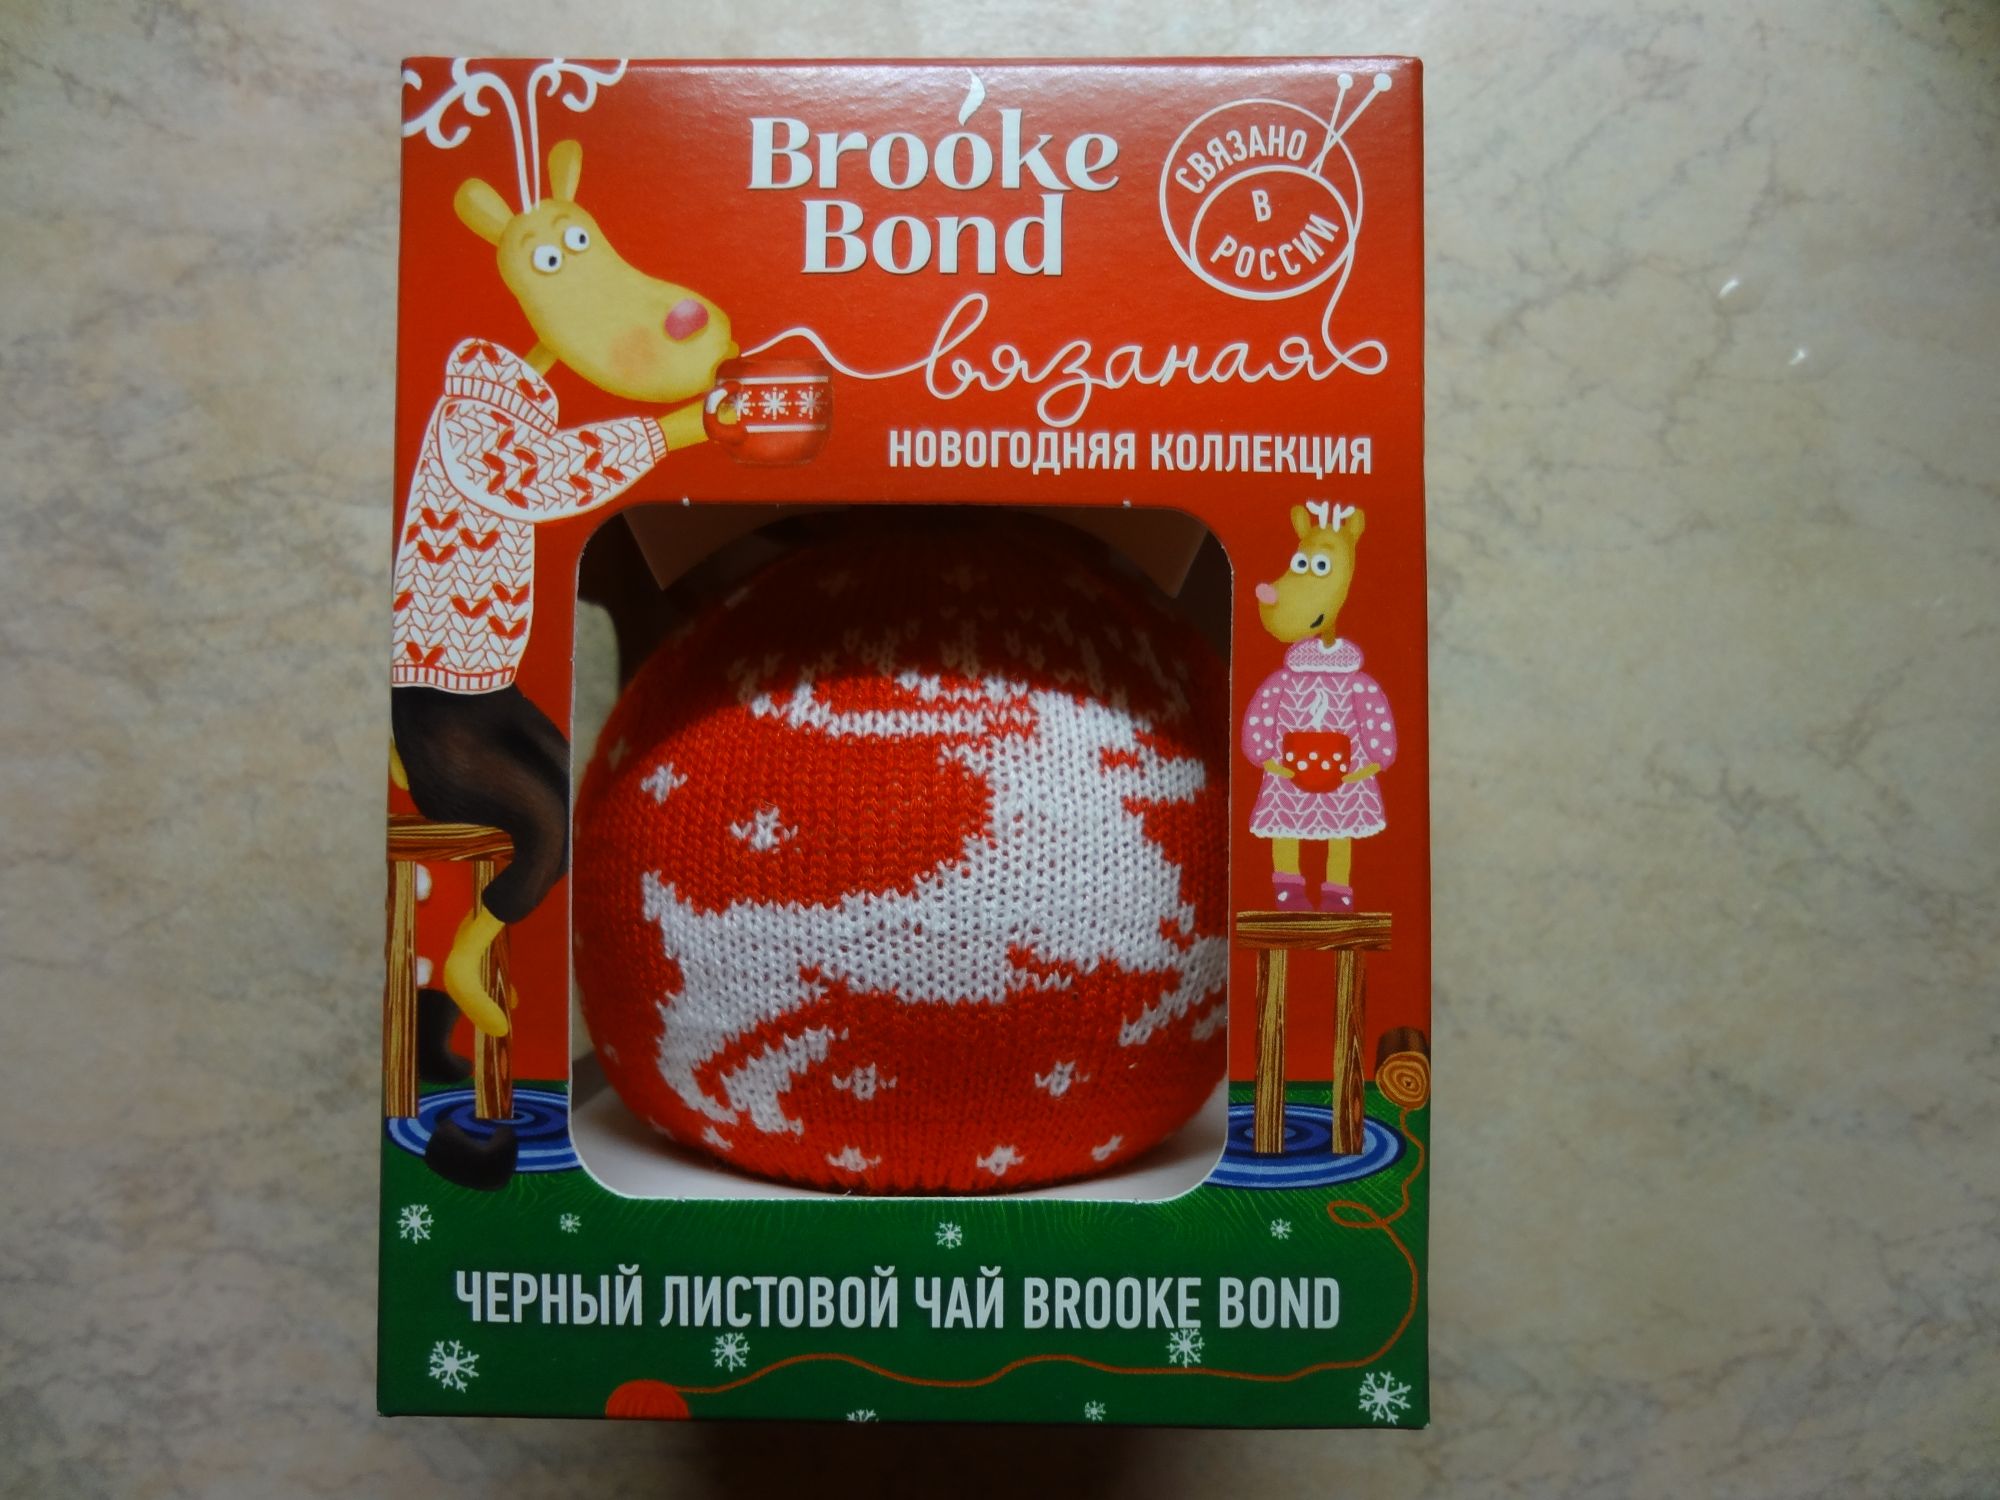 Brooke
Bond
СВЯЗАНО
В
РОССИИ
вязаная
НОВОГОДНЯЯ КОЛЛЕКЦИЯ
ЧЕРНЫЙ ЛИСТОВОЙ ЧАЙ BROOKE BOND